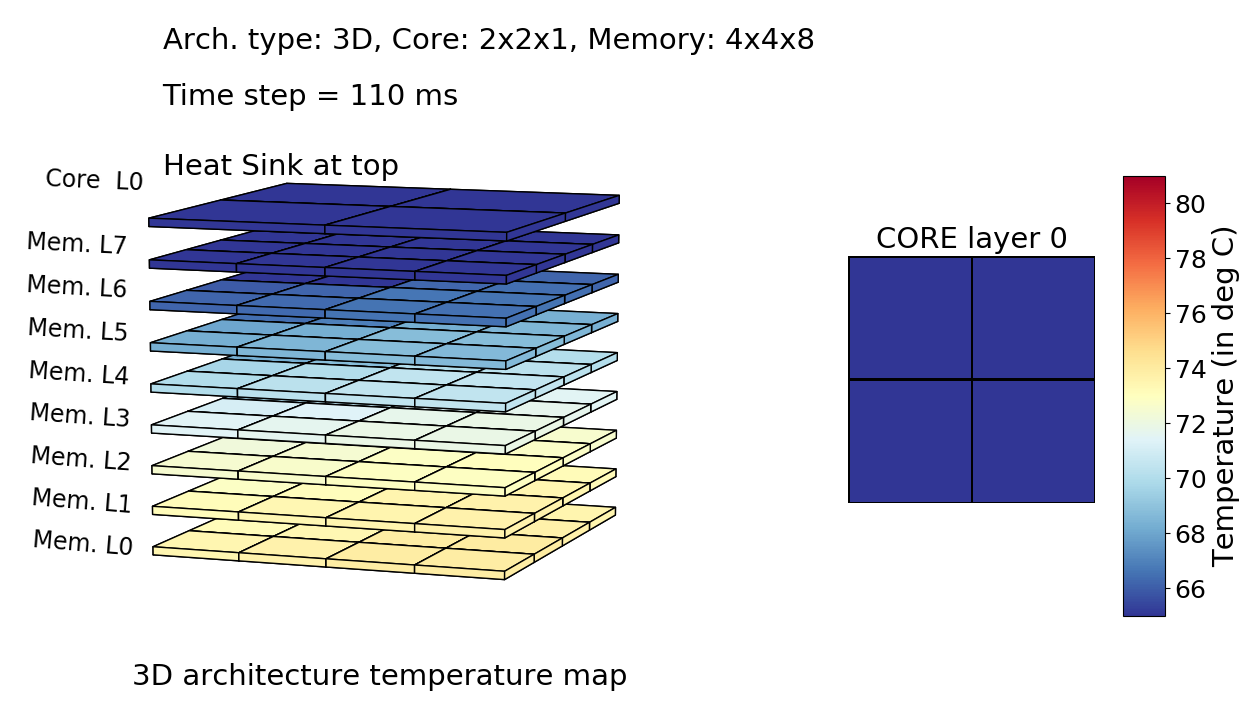 Arch. type: 3D, Core: 2x2x1, Memory: 4x4x8
Time step = 110 ms
Heat Sink at top
Core  L0
Mem. L7
Mem. L6
Mem. L5
Mem. L4
Mem. L3
Mem. L2
Mem. L1
Mem. L0
3D architecture temperature map
CORE layer 0
80
78
76
74
72
70
68
66
Temperature (in deg C)